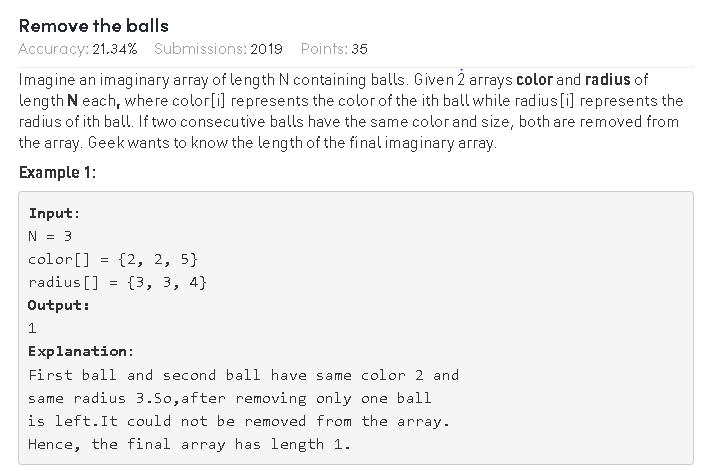 Remove the balls
Accuracy: 21.34% Submissions: 2019 Points: 35
Imagine an imaginary array of length N containing balls. Given 2 arrays color and radius of
length N each, where color[i] represents the color of the ith ball while radius[i] represents the
radius of ith ball. If two consecutive balls have the same color and size, both are removed from
the array. Geek wants to know the length of the final imaginary array.
Example 1:
Input:
N = 3
color[] = {2, 2, 5}
radius[] = {3, 3, 4}
Output:
1
Explanation:
First ball and second ball have same color 2 and
same radius 3.So,after removing only one ball
is left.It could not be removed from the array.
Hence, the final array has length 1.